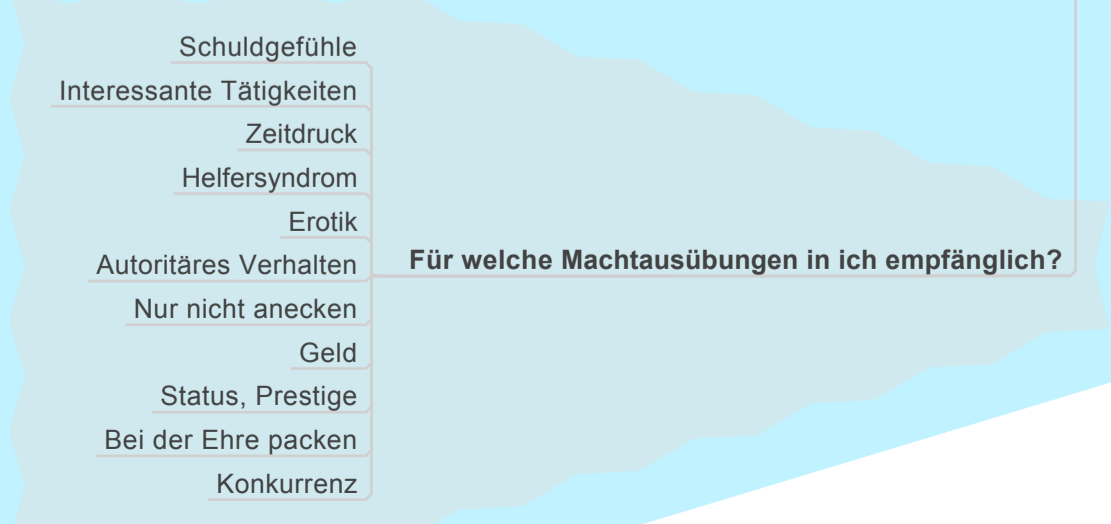 Schuldgefühle
Interessante Tätigkeiten
Zeitdruck
Helfersyndrom
Erotik
Autoritäres Verhalten
Für welche Machtausübungen in ich empfänglich?
Nur nicht anecken
Geld
Status, Prestige
Bei der Ehre packen
Konkurrenz